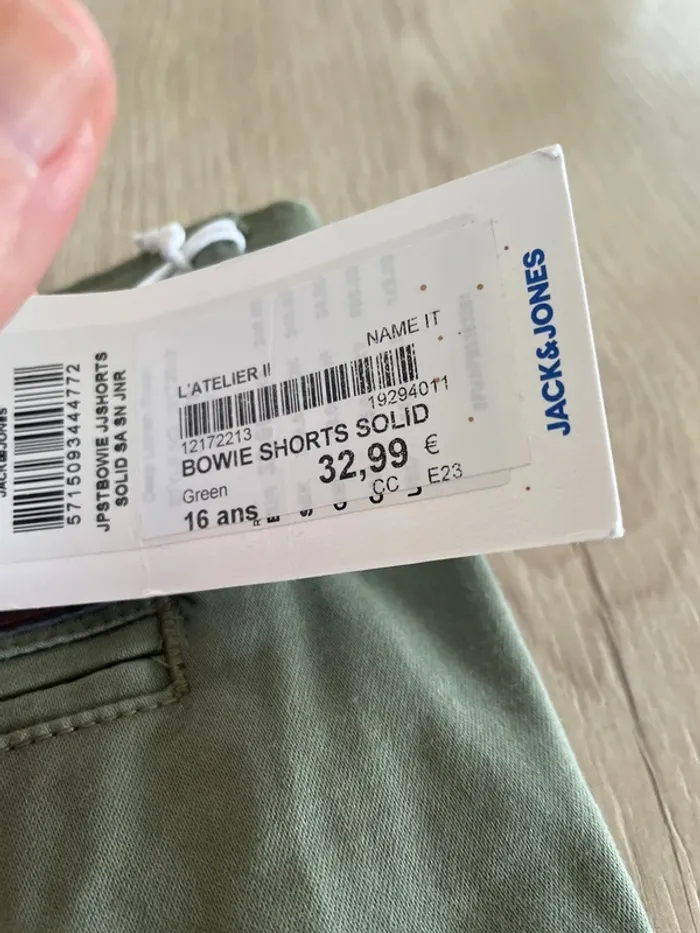 JACK&JONES
5715093444772
JPSTBOWIE JJSHORTS
SOLID SA SN JNR
L'ATELIER II
NAME IT
12172213
19294011
BOWIE SHORTS SOLID
Green
32,99 €
16 ans
CC
E23
JACK&JONES